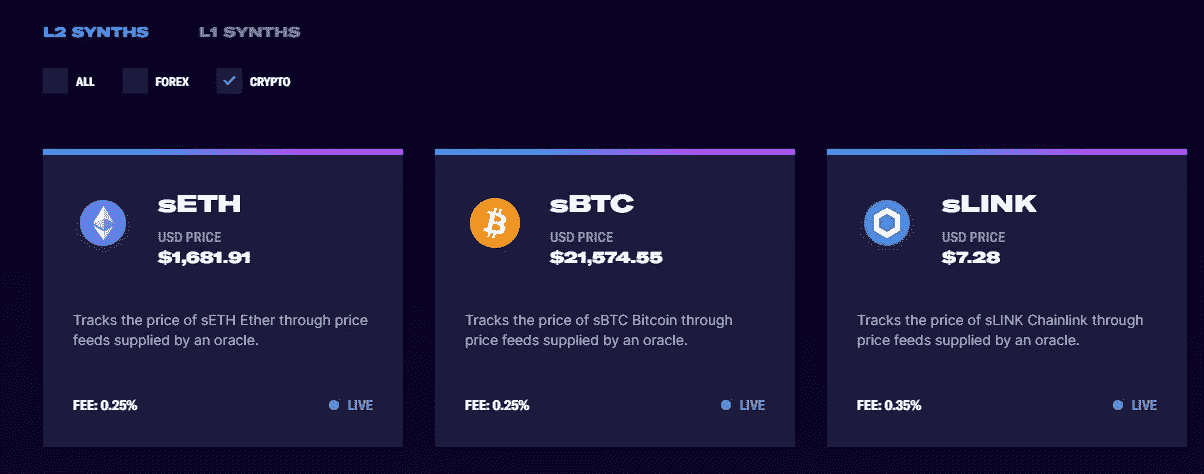 L2 SYNTHS L1 SYNTHS
ALL FOREX CRYPTO
sETH
USD PRICE
$1,681.91
Tracks the price of sETH Ether through price
feeds supplied by an oracle.
FEE: 0.25% LIVE
sBTC
USD PRICE
$21,574.55
Tracks the price of sBTC Bitcoin through
price feeds supplied by an oracle.
FEE: 0.25% LIVE
sLINK
USD PRICE
$7.28
Tracks the price of sLINK Chainlink through
price feeds supplied by an oracle.
FEE: 0.35% LIVE